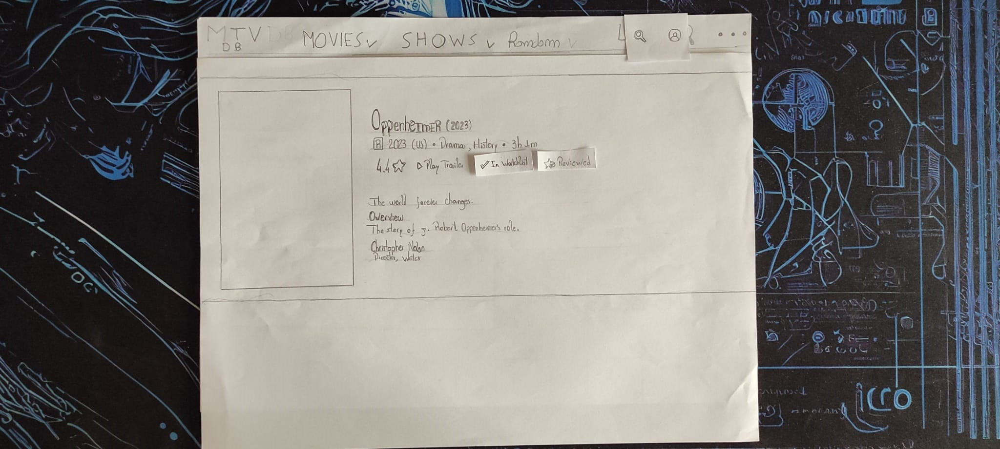 MTV
DB
MOVIES SHOWS Random
Oppenheimer (2023)
R 2023 (US) • Drama, History • 3h 1m
4.4 Play Trailer In Watchlist Reviewed
The world forever changes.
Overview
The story of J. Robert Oppenheimer's role.
Christopher Nolan
Director, Writer